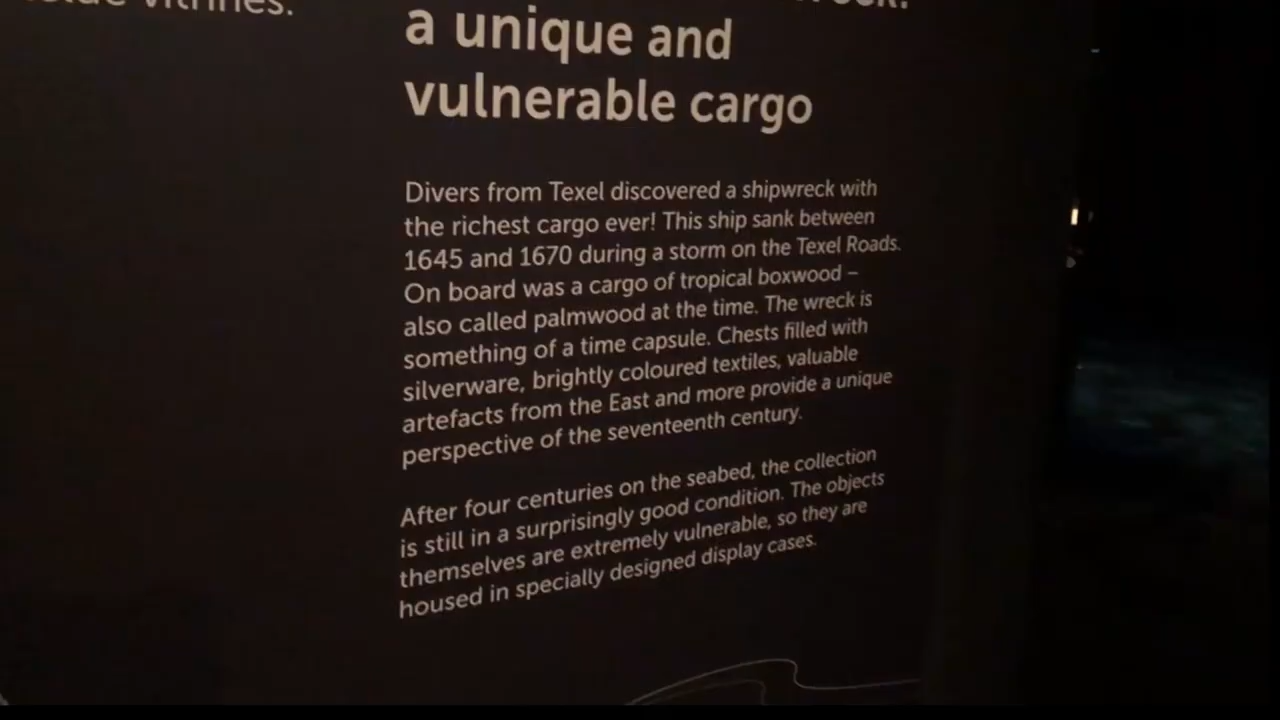 vitrines.
a unique and
vulnerable cargo
Divers from Texel discovered a shipwreck with
the richest cargo ever! This ship sank between
1645 and 1670 during a storm on the Texel Roads.
On board was a cargo of tropical boxwood –
also called palmwood at the time. The wreck is
something of a time capsule. Chests filled with
silverware, brightly coloured textiles, valuable
artefacts from the East and more provide a unique
perspective of the seventeenth century.
After four centuries on the seabed, the collection
is still in a surprisingly good condition. The objects
themselves are extremely vulnerable, so they are
housed in specially designed display cases.